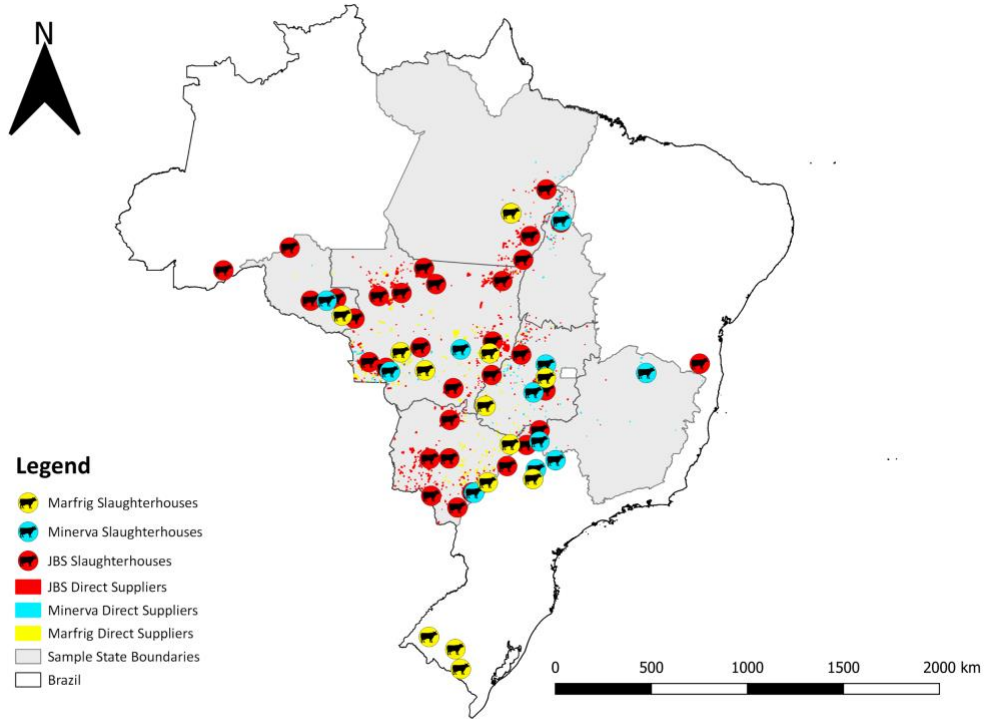 N
Legend
Marfrig Slaughterhouses
Minerva Slaughterhouses
JBS Slaughterhouses
JBS Direct Suppliers
Minerva Direct Suppliers
Marfrig Direct Suppliers
Sample State Boundaries
Brazil
0 500 1000 1500 2000 km